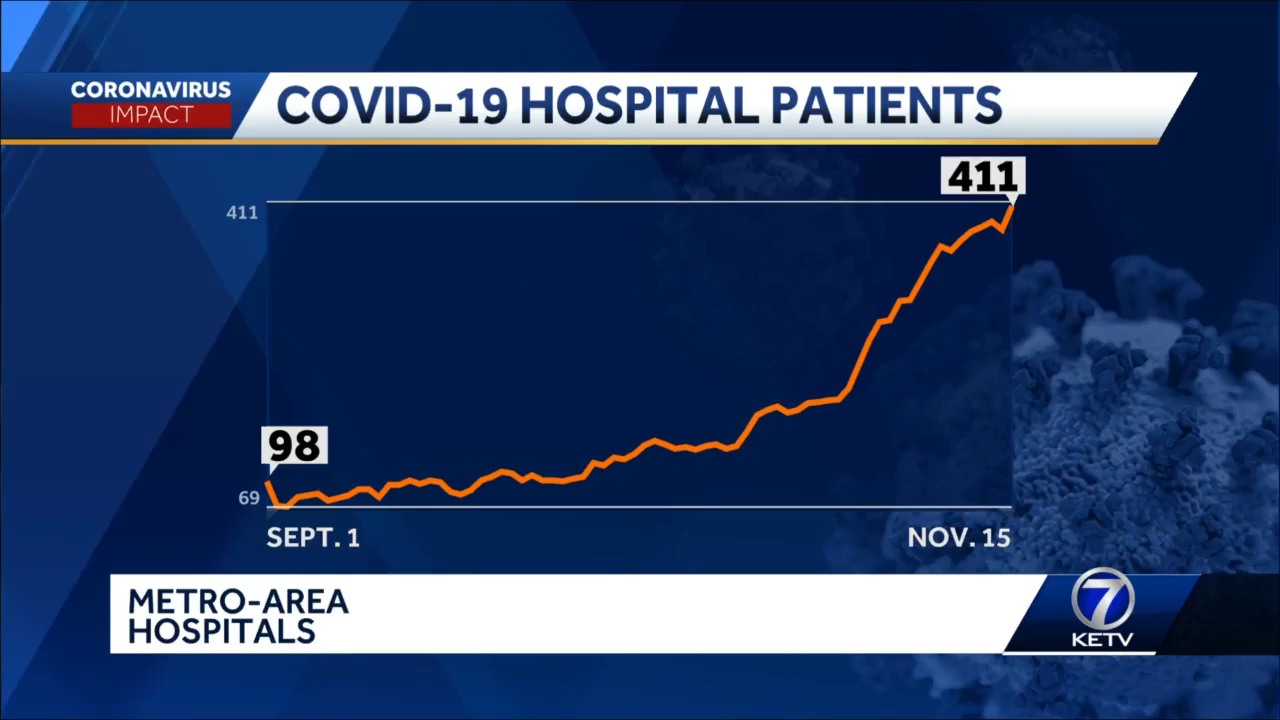 CORONAVIRUS
IMPACT
COVID-19 HOSPITAL PATIENTS
411
411
98
69
SEPT. 1
NOV. 15
METRO-AREA
HOSPITALS
7
KETV